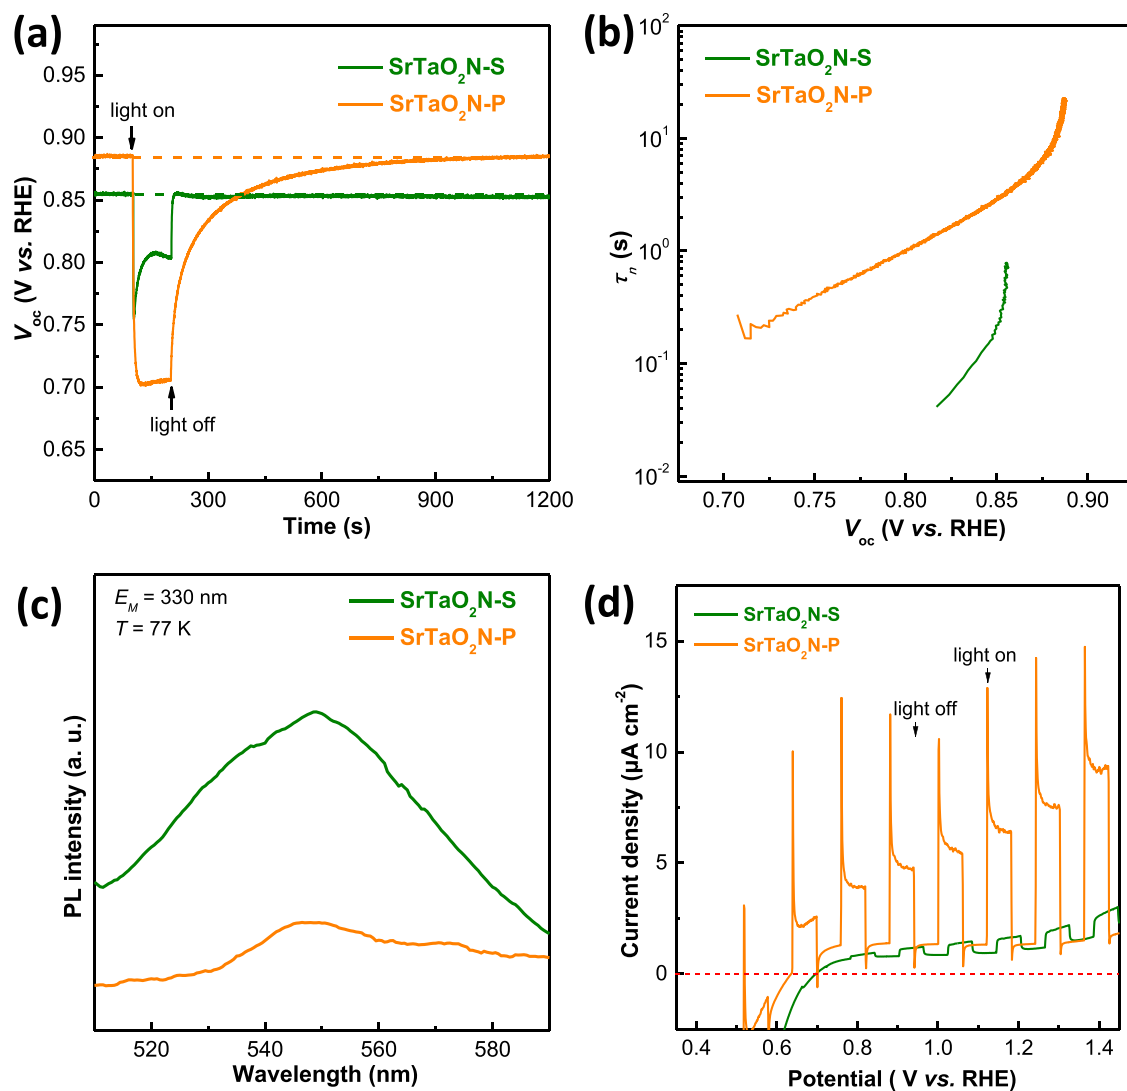 (a)
SrTaO2N-S
SrTaO2N-P
light on
light off
0.95
0.90
0.85
0.80
0.75
0.70
0.65
Voc (V vs. RHE)
0
300
600
900
1200
Time (s)
(b)
SrTaO2N-S
SrTaO2N-P
10^2
10^1
10^0
10^-1
10^-2
τn (s)
0.70
0.75
0.80
0.85
0.90
Voc (V vs. RHE)
(c)
EM = 330 nm
T = 77 K
SrTaO2N-S
SrTaO2N-P
PL intensity (a. u.)
520
540
560
580
Wavelength (nm)
(d)
SrTaO2N-S
SrTaO2N-P
light on
light off
15
10
5
0
Current density (μA cm-2)
0.4
0.6
0.8
1.0
1.2
1.4
Potential ( V vs. RHE)